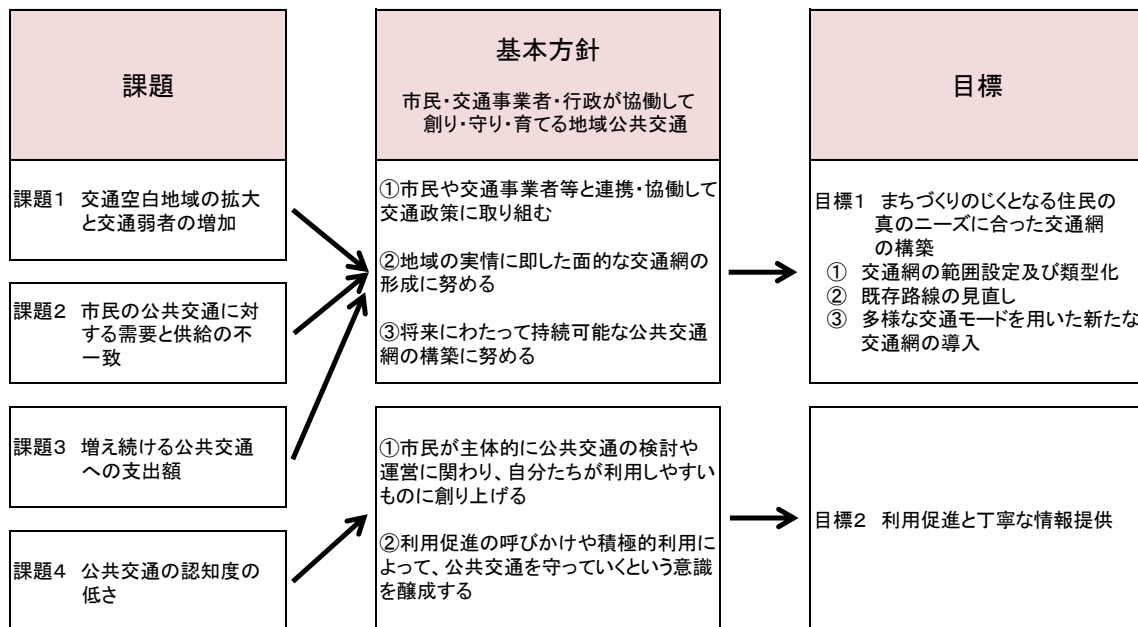 課題
課題1 交通空白地域の拡大
と交通弱者の増加
課題2 市民の公共交通に対
する需要と供給の不
一致
課題3 増え続ける公共交通
への支出額
課題4 公共交通の認知度の
低さ
基本方針
市民・交通事業者・行政が協働して
創り・守り・育てる地域公共交通
①市民や交通事業者等と連携・協働して
交通政策に取り組む
②地域の実情に即した面的な交通網の
形成に努める
③将来にわたって持続可能な公共交通
網の構築に努める
①市民が主体的に公共交通の検討や
運営に関わり、自分たちが利用しやすい
ものに創り上げる
②利用促進の呼びかけや積極的利用に
よって、公共交通を守っていくという意識
を醸成する
目標
目標1 まちづくりのじくとなる住民の
真のニーズに合った交通網
の構築
① 交通網の範囲設定及び類型化
② 既存路線の見直し
③ 多様な交通モードを用いた新たな
交通網の導入
目標2 利用促進と丁寧な情報提供